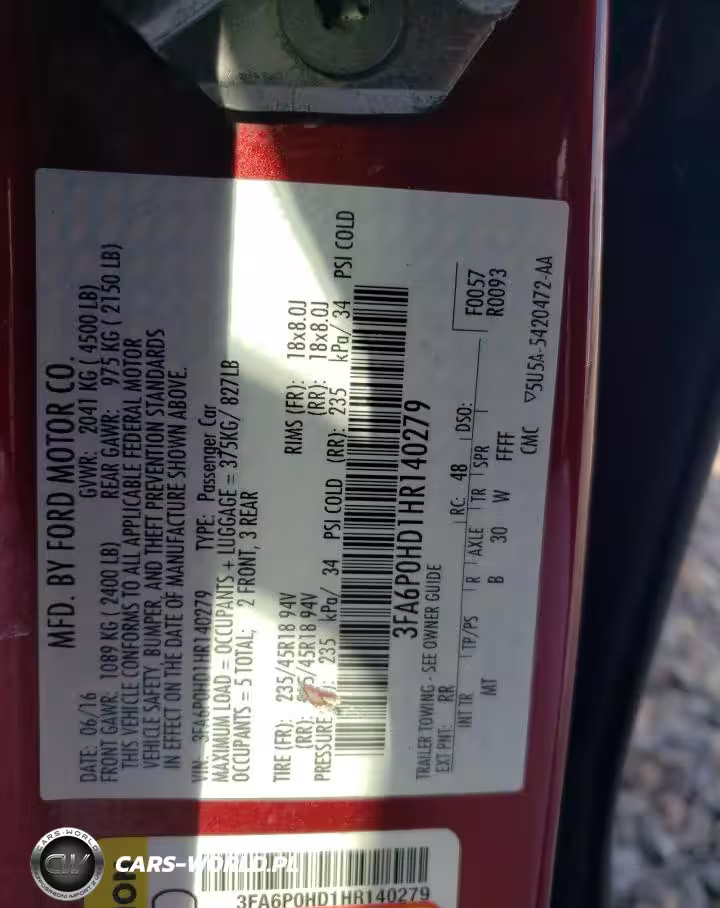 MFD. BY FORD MOTOR CO.
DATE: 06/16 GVWR: 2041 KG ( 4500 LB)
FRONT GAWR: 1089 KG ( 2400 LB) REAR GAWR: 975 KG ( 2150 LB)
THIS VEHICLE CONFORMS TO ALL APPLICABLE FEDERAL MOTOR
VEHICLE SAFETY, BUMPER, AND THEFT PREVENTION STANDARDS
IN EFFECT ON THE DATE OF MANUFACTURE SHOWN ABOVE.
VIN: 3FA6P0HD1HR140279 TYPE: Passenger Car
MAXIMUM LOAD = OCCUPANTS + LUGGAGE = 375KG/ 827LB
OCCUPANTS = 5 TOTAL; 2 FRONT, 3 REAR
TIRE (FR): 235/45R18 94V RIMS (FR): 18x8.0J
(RR): /45R18 94V (RR): 18x8.0J
PRESSURE 235 kPa/ 34 PSI COLD (RR): 235 kPa/ 34 PSI COLD
3FA6P0HD1HR140279
F0057
R0093
TRAILER TOWING - SEE OWNER GUIDE
EXT PNT: RR RC: 48 DSO:
INT TR TP/PS R AXLE TR SPR
MT B 30 W FFFF
CMC ▽5U5A-5420472-AA
3FA6P0HD1HR140279
CARS-WORLD
CW
CARS-WORLD.PL